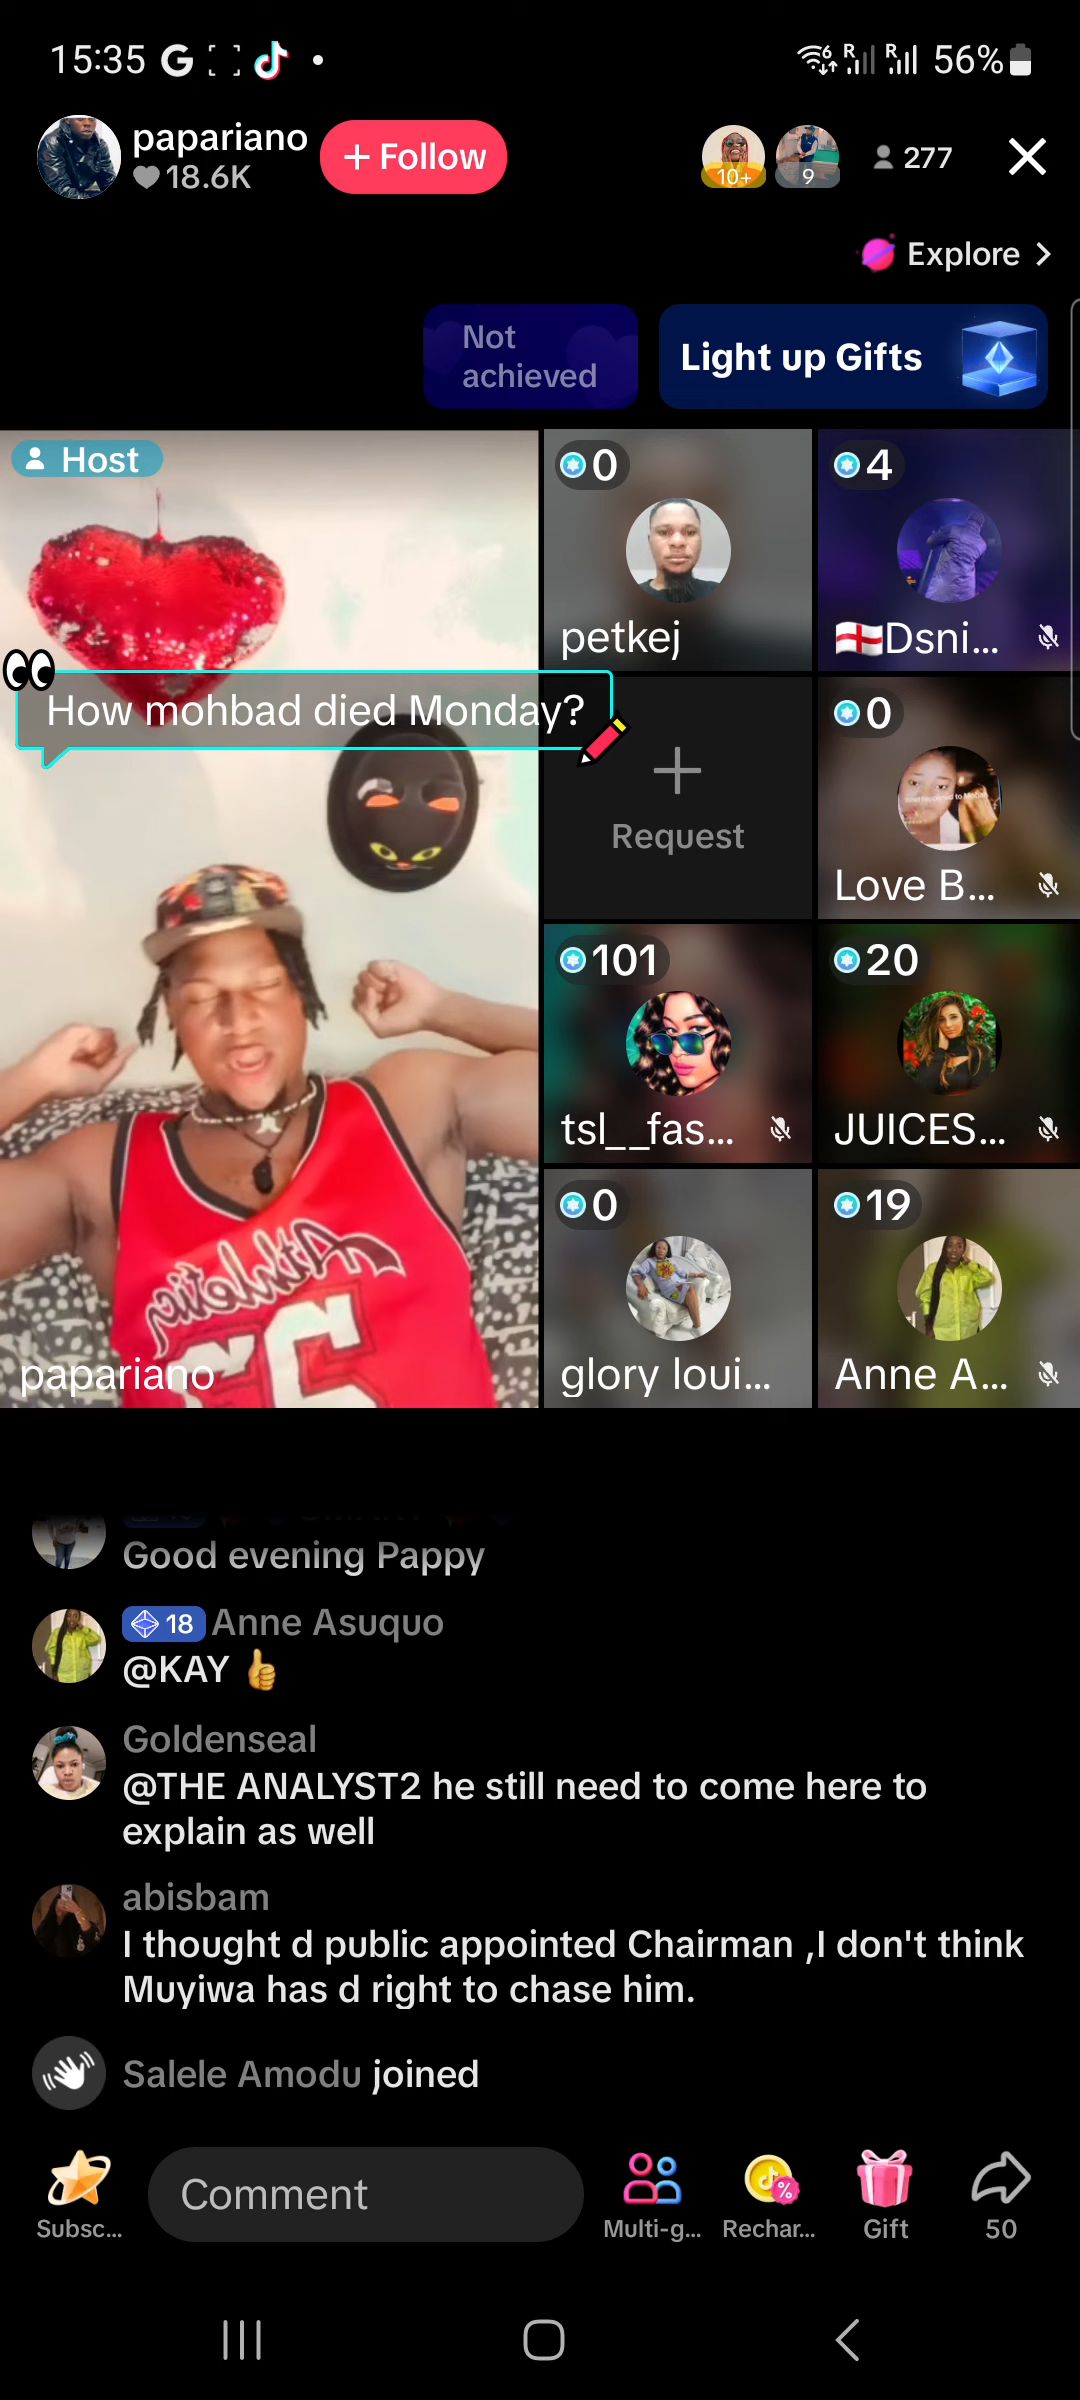 15:35
56%
papariano
18.6K
+ Follow
10+
9
277
Explore
Not
achieved
Light up Gifts
Host
0
petkej
4
Dsni...
How mohbad died Monday?
Request
0
Love B...
101
tsl__fas...
20
JUICES...
0
glory loui...
19
Anne A...
Athletic
papariano
Good evening Pappy
18 Anne Asuquo
@KAY
Goldenseal
@THE ANALYST2 he still need to come here to
explain as well
abisbam
I thought d public appointed Chairman ,I don't think
Muyiwa has d right to chase him.
Salele Amodu joined
Subsc...
Comment
Multi-g...
Rechar...
Gift
50